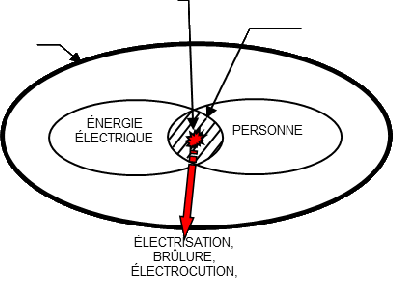 ÉNERGIE
ÉLECTRIQUE
PERSONNE
ÉLECTRISATION,
BRÛLURE,
ÉLECTROCUTION,